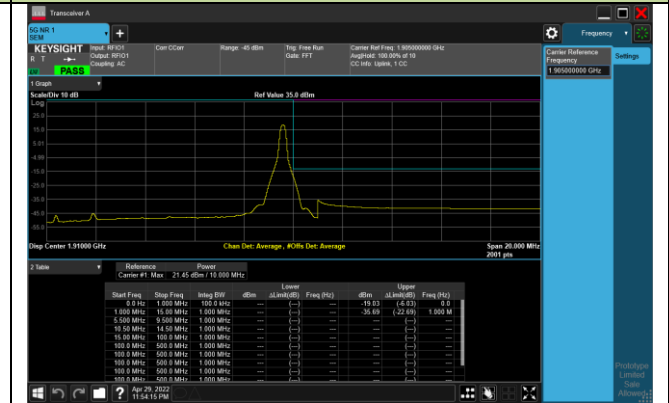 Transceiver A
5G NR 1
SEM
+
Frequency
KEYSIGHT
R T
PASS
Input: RFIO1
Output: RFIO1
Coupling: AC
Corr CCorr
Range: -45 dBm
Trig: Free Run
Gate: FFT
Carrier Ref Freq: 1.905000000 GHz
Avg|Hold: 100.00% of 10
CC Info: Uplink, 1 CC
Carrier Reference
Frequency
1.905000000 GHz
Settings
1 Graph
Scale/Div 10 dB
Ref Value 35.0 dBm
Log
25.0
15.0
5.01
-4.99
-15.0
-25.0
-35.0
-45.0
-55.0
Disp Center 1.91000 GHz
Chan Det: Average , #Offs Det: Average
Span 20.000 MHz
2001 pts
2 Table
Reference Power
Carrier #1 Max 21.45 dBm / 10.000 MHz
Lower Upper
Start Freq Stop Freq Integ BW dBm ΔLimit(dB) Freq (Hz) dBm ΔLimit(dB) Freq (Hz)
0.0 Hz 1.000 MHz 100.0 kHz --- (---) --- -19.03 (-6.03) 0.0
1.000 MHz 15.00 MHz 1.000 MHz --- (---) --- -35.69 (-22.69) 1.000 M
5.500 MHz 9.500 MHz 1.000 MHz --- (---) --- --- (---) ---
10.50 MHz 14.50 MHz 1.000 MHz --- (---) --- --- (---) ---
15.00 MHz 100.0 MHz 1.000 MHz --- (---) --- --- (---) ---
100.0 MHz 500.0 MHz 1.000 MHz --- (---) --- --- (---) ---
100.0 MHz 500.0 MHz 1.000 MHz --- (---) --- --- (---) ---
100.0 MHz 500.0 MHz 1.000 MHz --- (---) --- --- (---) ---
100.0 MHz 500.0 MHz 1.000 MHz --- (---) --- --- (---) ---
100.0 MHz 500.0 MHz 1.000 MHz --- (---) --- --- (---) ---
Apr 29, 2022
11:54:15 PM
Prototype
Limited
Sale
Allowed